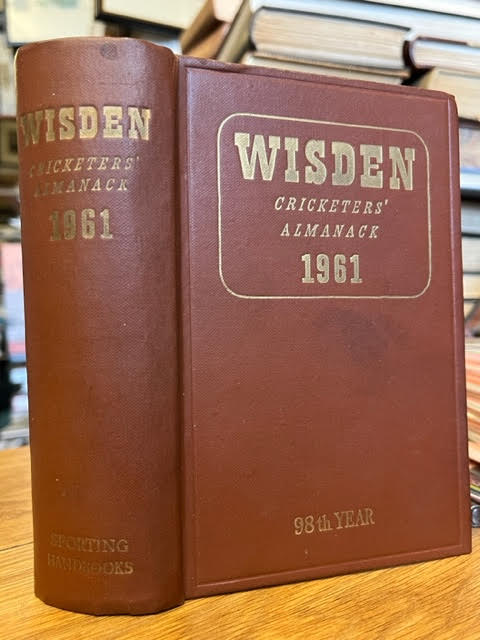 WISDEN
CRICKETERS'
ALMANACK
1961
SPORTING
HANDBOOKS
WISDEN
CRICKETERS'
ALMANACK
1961
98th YEAR